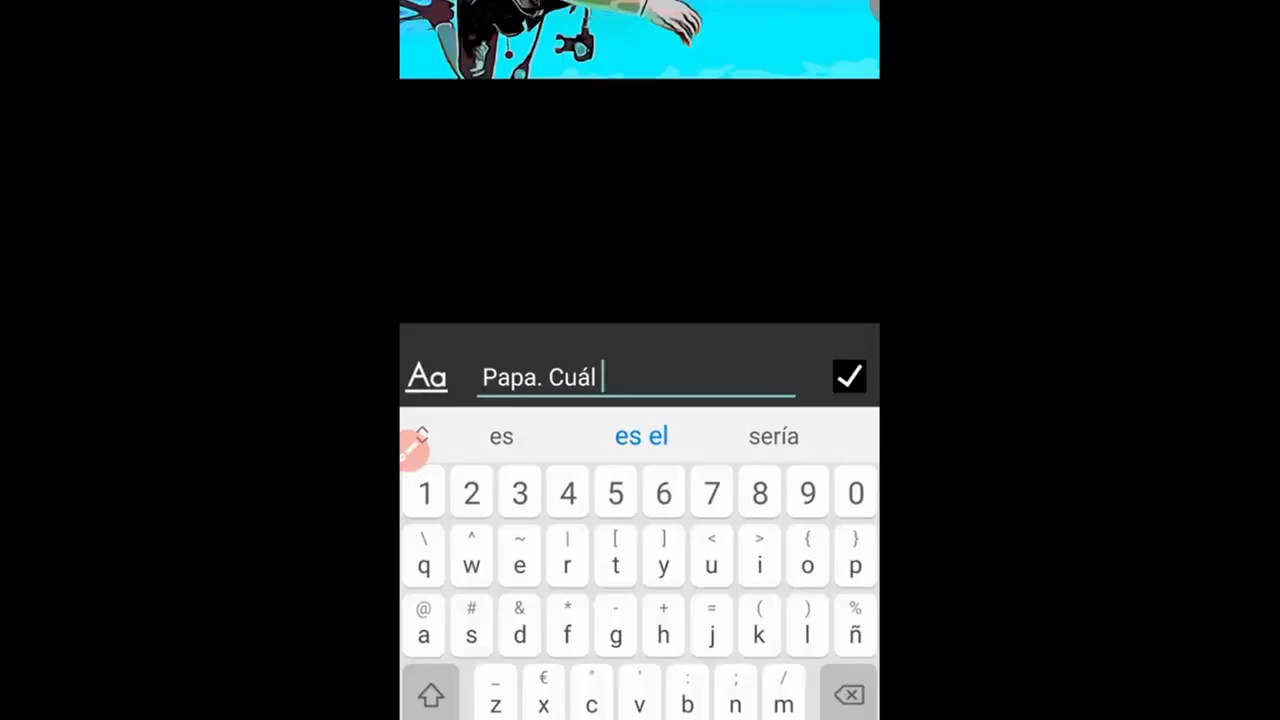 Aa Papa. Cuál
es es el sería
1 2 3 4 5 6 7 8 9 0
\ ^ ~ | [ ] < > { }
q w e r t y u i o p
@ # & * - + = ( ) %
a s d f g h j k l ñ
_ € " ' : ; /
z x c v b n m